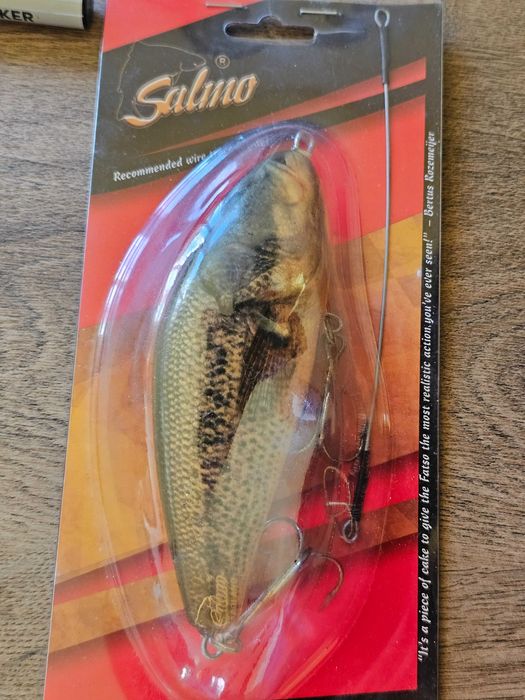 KER
Salmo ®
Recommended wire
"It's a piece of cake to give the Fatso the most realistic action,you've ever seen!" – Bertus Rozemeijer
Salmo